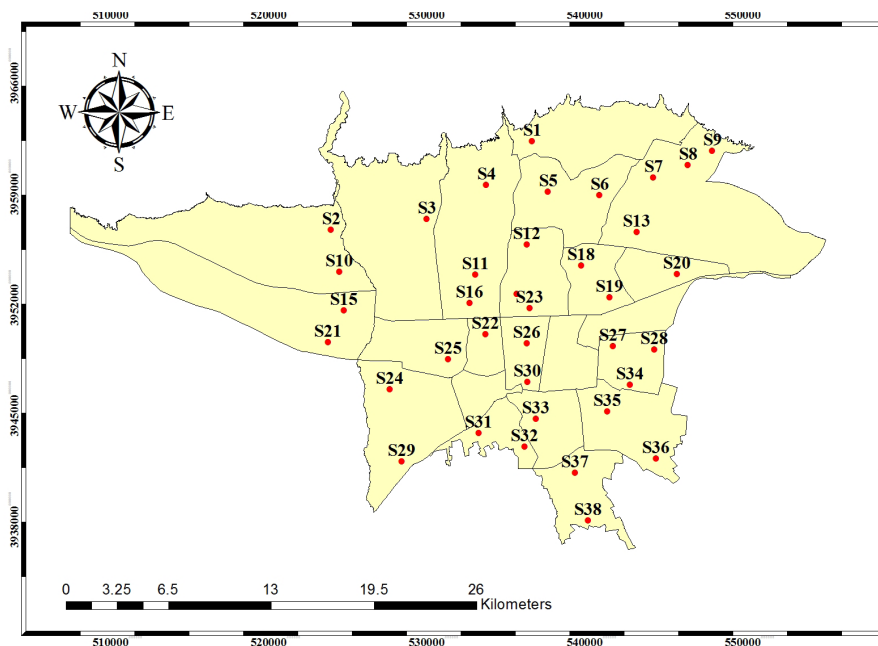 510000 520000 530000 540000 550000
N
W E
S
3966000
3959000
3952000
3945000
3938000
S1
S9
S8
S7
S4
S5
S6
S3
S2
S13
S12
S18
S20
S10
S11
S16
S19
S15
S23
S21
S22
S26
S27
S28
S25
S24
S30
S34
S33
S35
S31
S32
S36
S29
S37
S38
0 3.25 6.5 13 19.5 26
Kilometers
510000 520000 530000 540000 550000